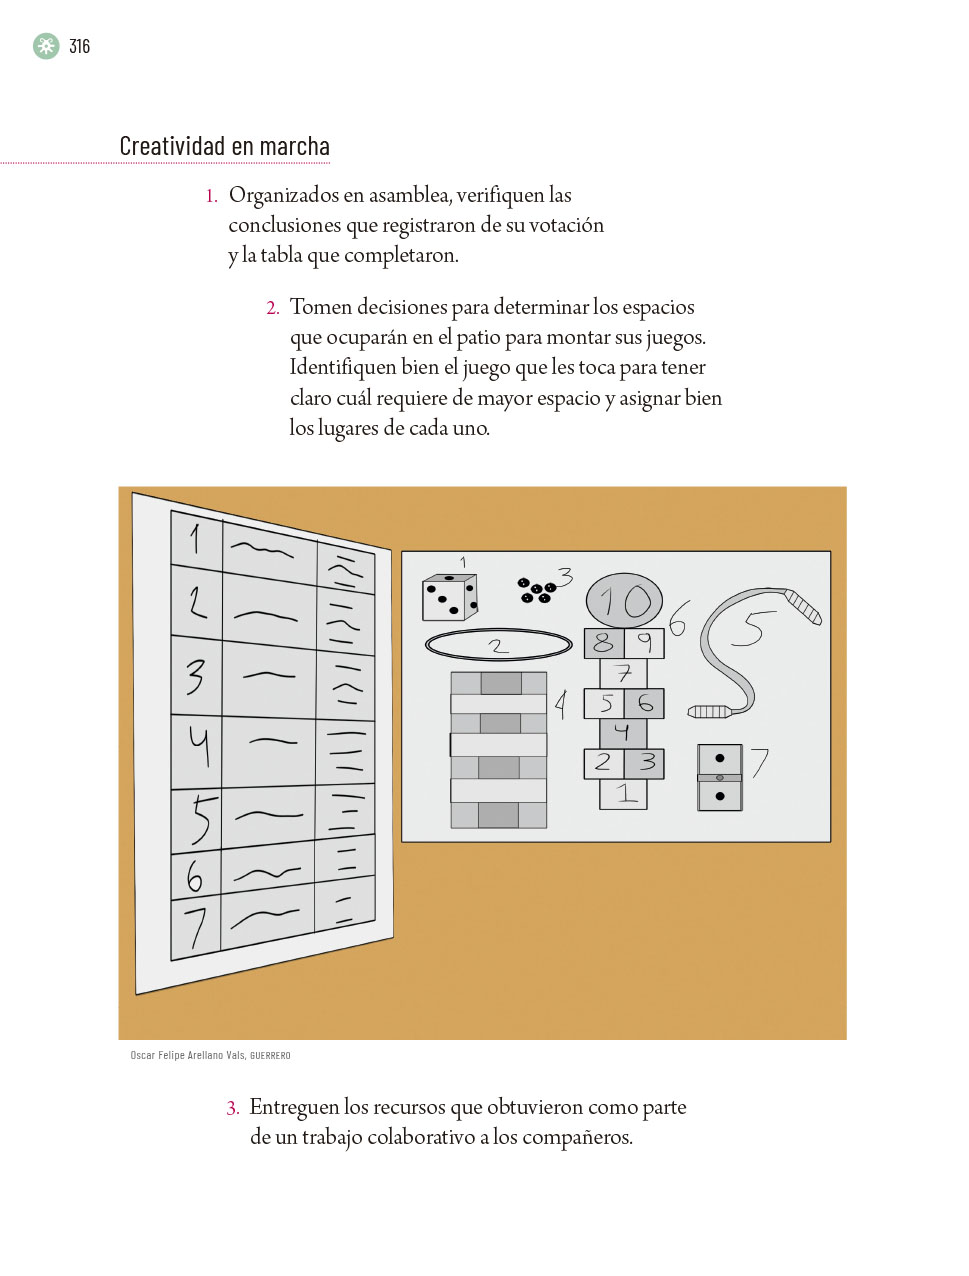 316
Creatividad en marcha
1. Organizados en asamblea, verifiquen las
conclusiones que registraron de su votación
y la tabla que completaron.
2. Tomen decisiones para determinar los espacios
que ocuparán en el patio para montar sus juegos.
Identifiquen bien el juego que les toca para tener
claro cuál requiere de mayor espacio y asignar bien
los lugares de cada uno.
1
2
3
4
5
6
7
1
3
2
4
10
8 9
7
5 6
4
2 3
1
6
5
7
Oscar Felipe Arellano Vals, GUERRERO
3. Entreguen los recursos que obtuvieron como parte
de un trabajo colaborativo a los compañeros.